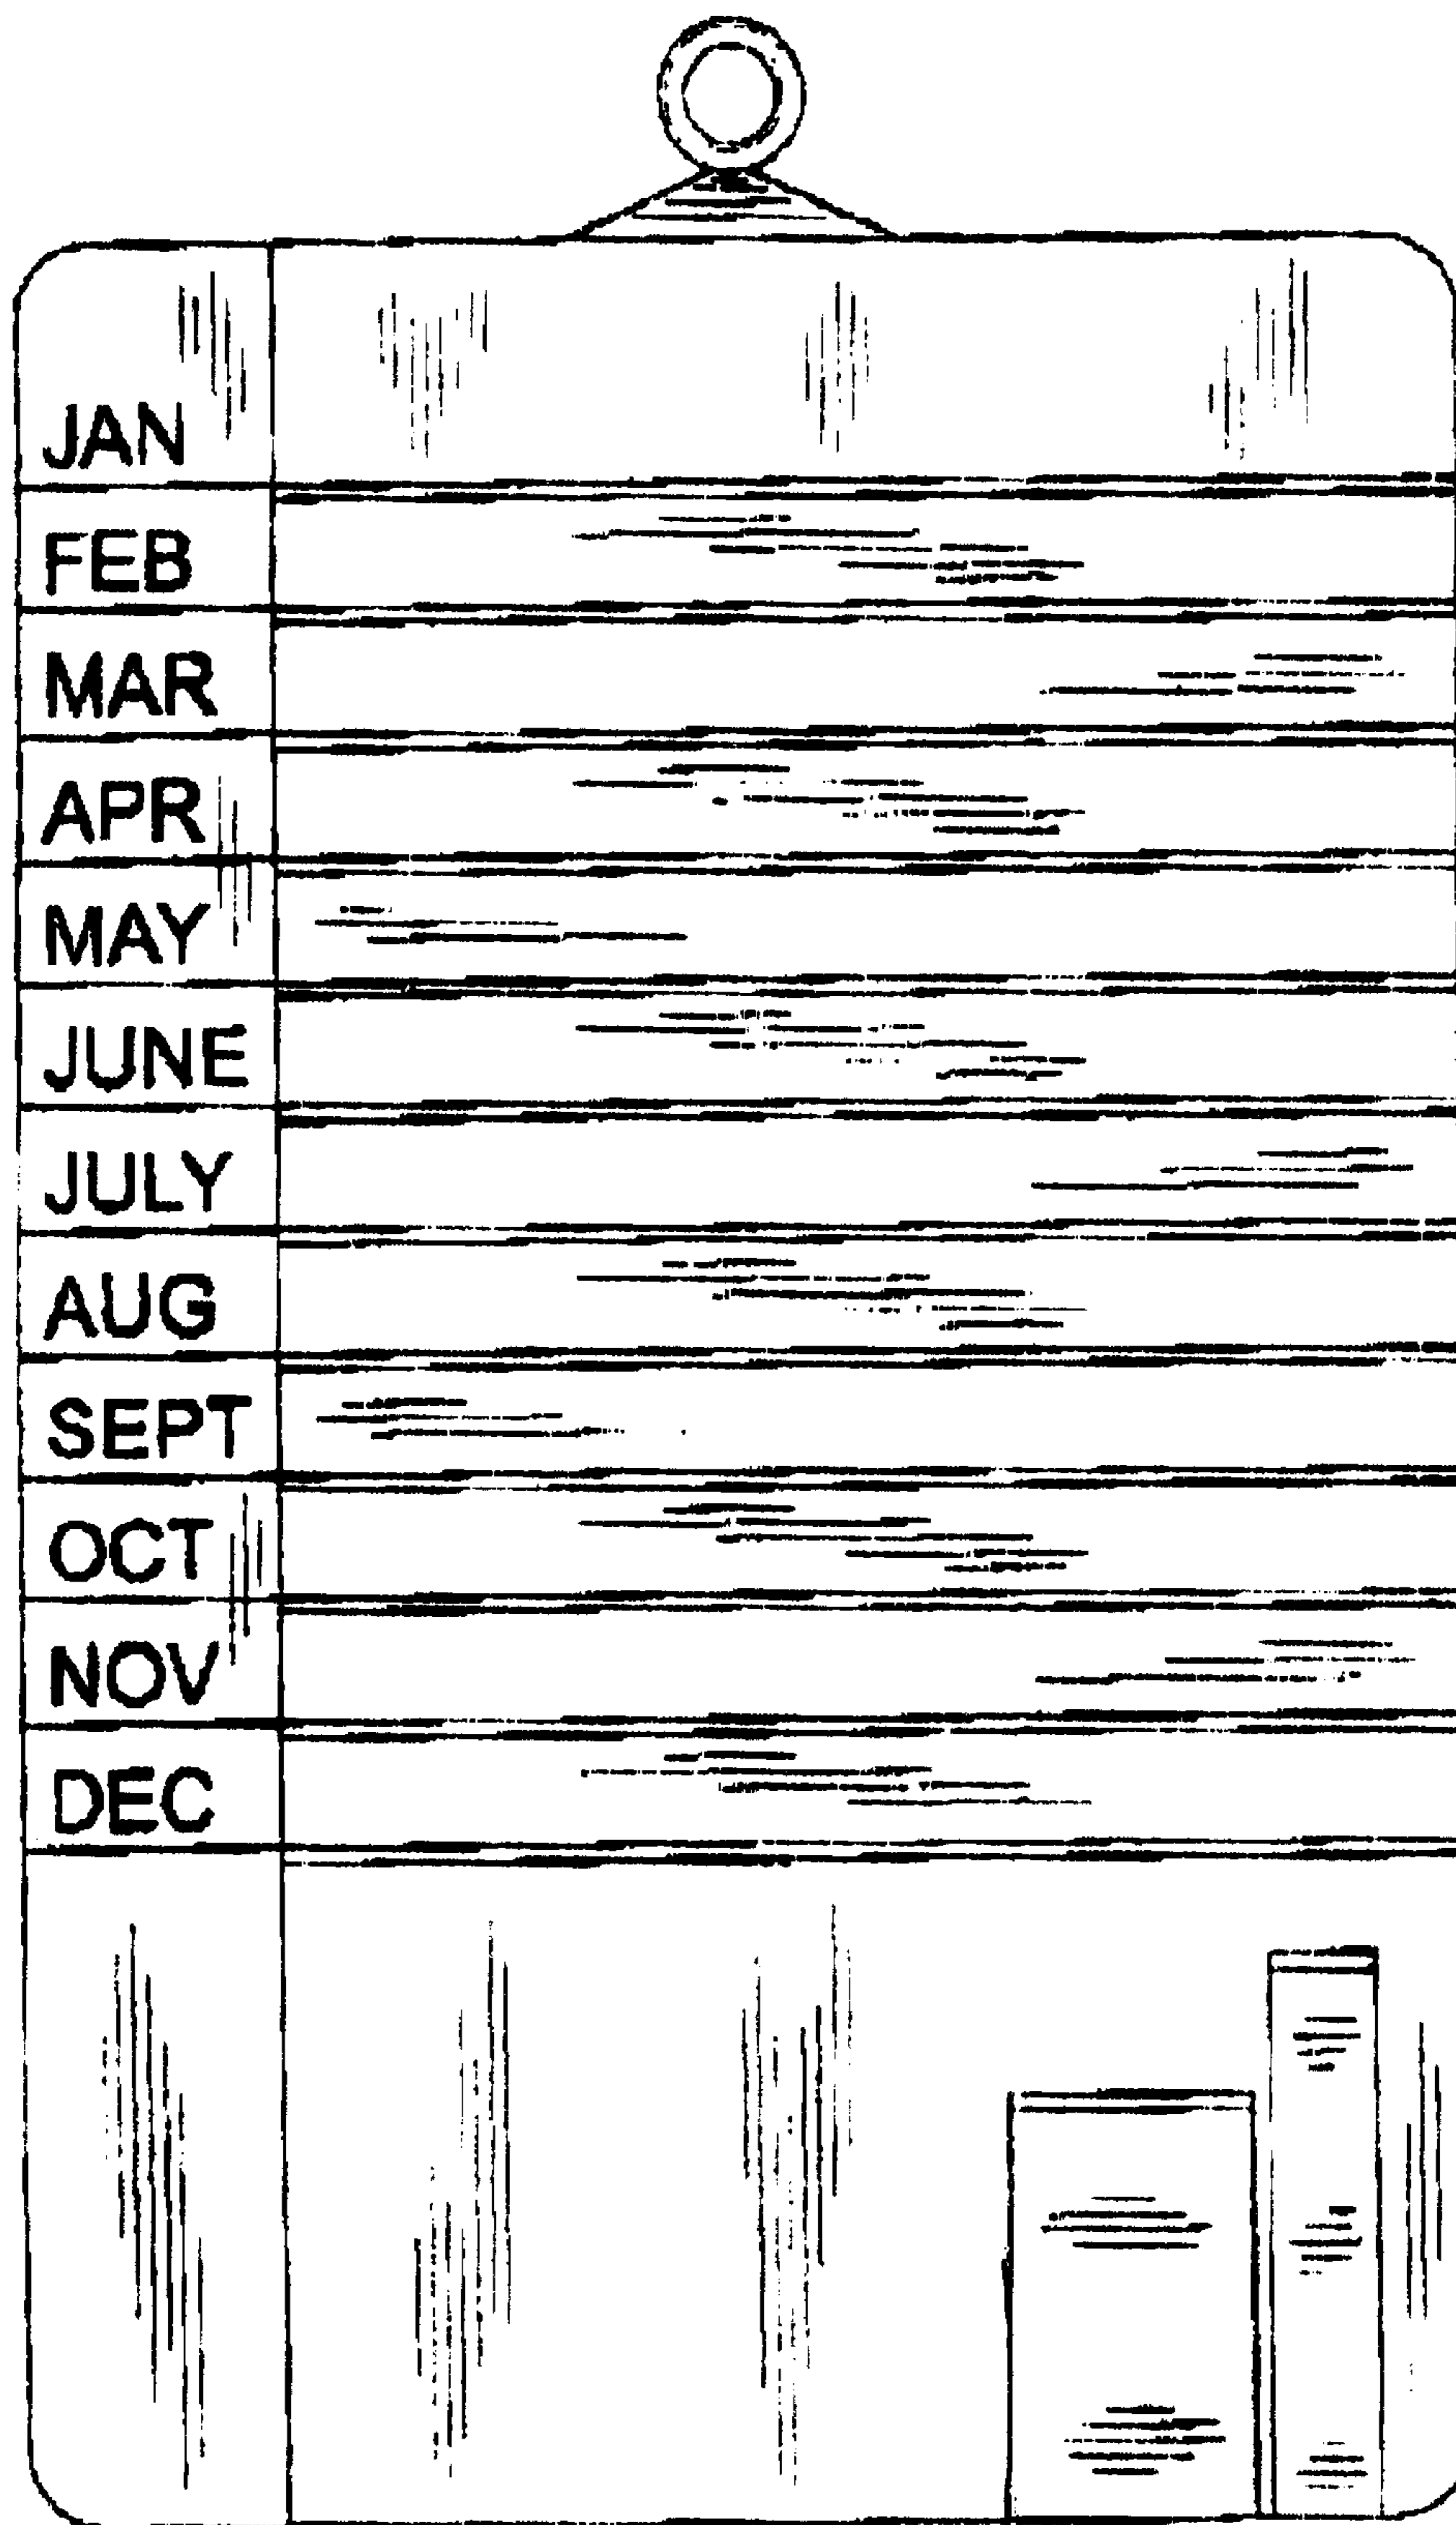 JAN
FEB
MAR
APR
MAY
JUNE
JULY
AUG
SEPT
OCT
NOV
DEC